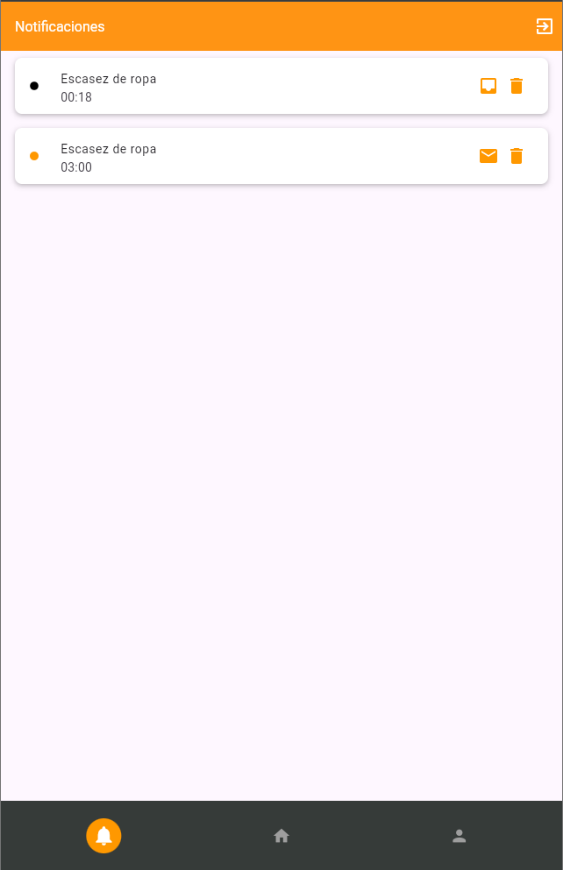 Notificaciones
Escasez de ropa
00:18
Escasez de ropa
03:00